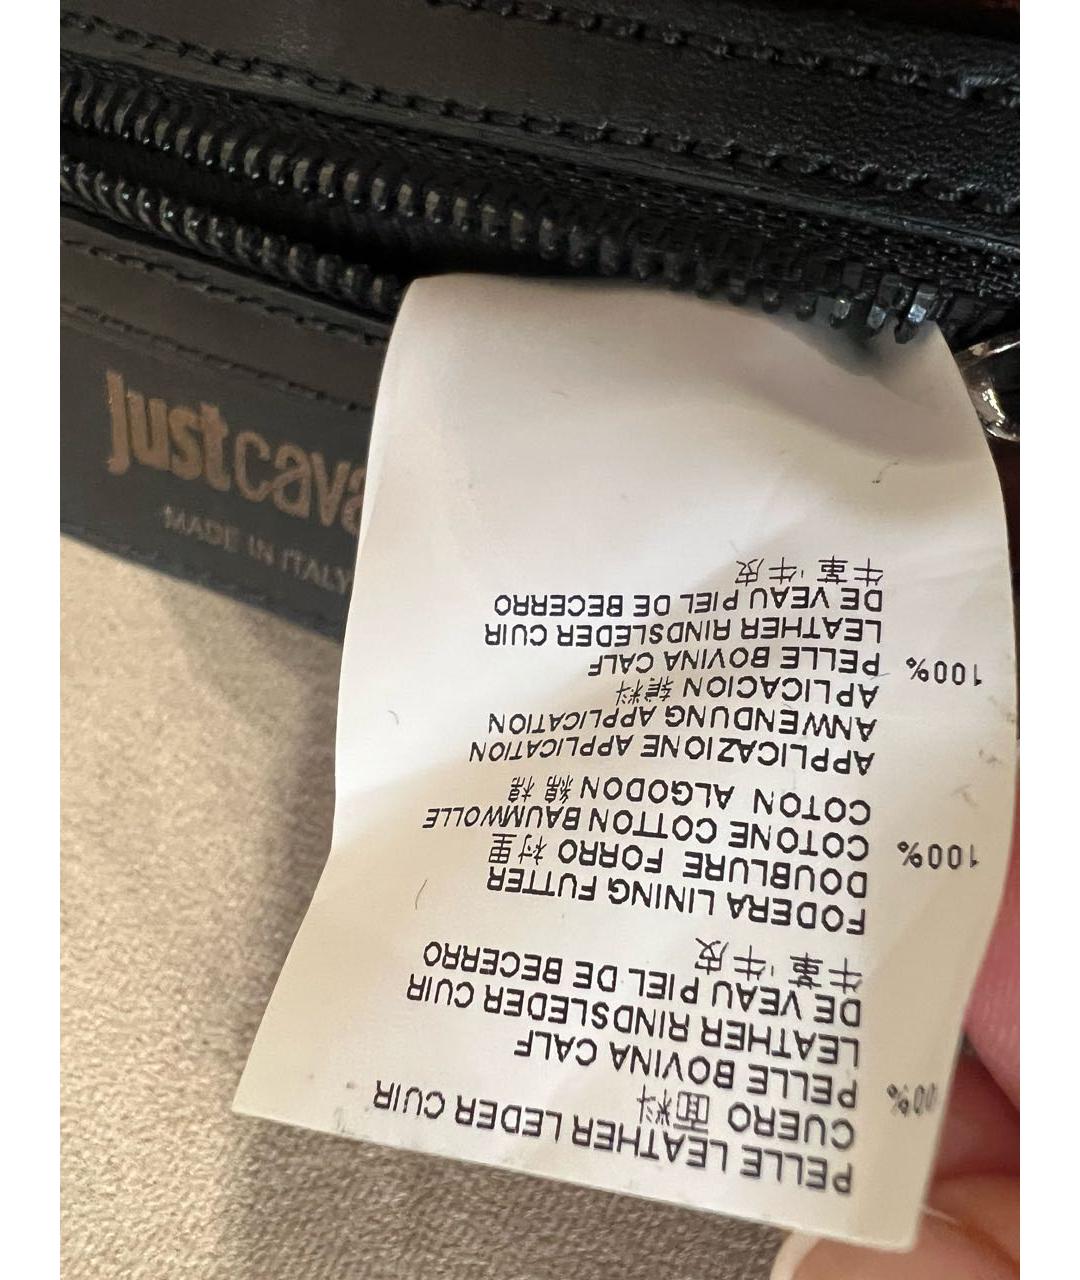 just cava
MADE IN ITALY
PELLE LEATHER LEDER CUIR
CUERO 面料
00% PELLE BOVINA CALF
LEATHER RINDSLEDER CUIR
DE VEAU PIEL DE BECERRO
牛革,牛皮
FODERA LINING FUTTER
DOUBLURE FORRO 衬里
100% COTONE COTTON BAUMWOLLE
COTON ALGODON 綿 棉
APPLICAZIONE APPLICATION
ANWENDUNG APPLICATION
APLICACION 辅料
100% PELLE BOVINA CALF
LEATHER RINDSLEDER CUIR
DE VEAU PIEL DE BECERRO
牛革,牛皮